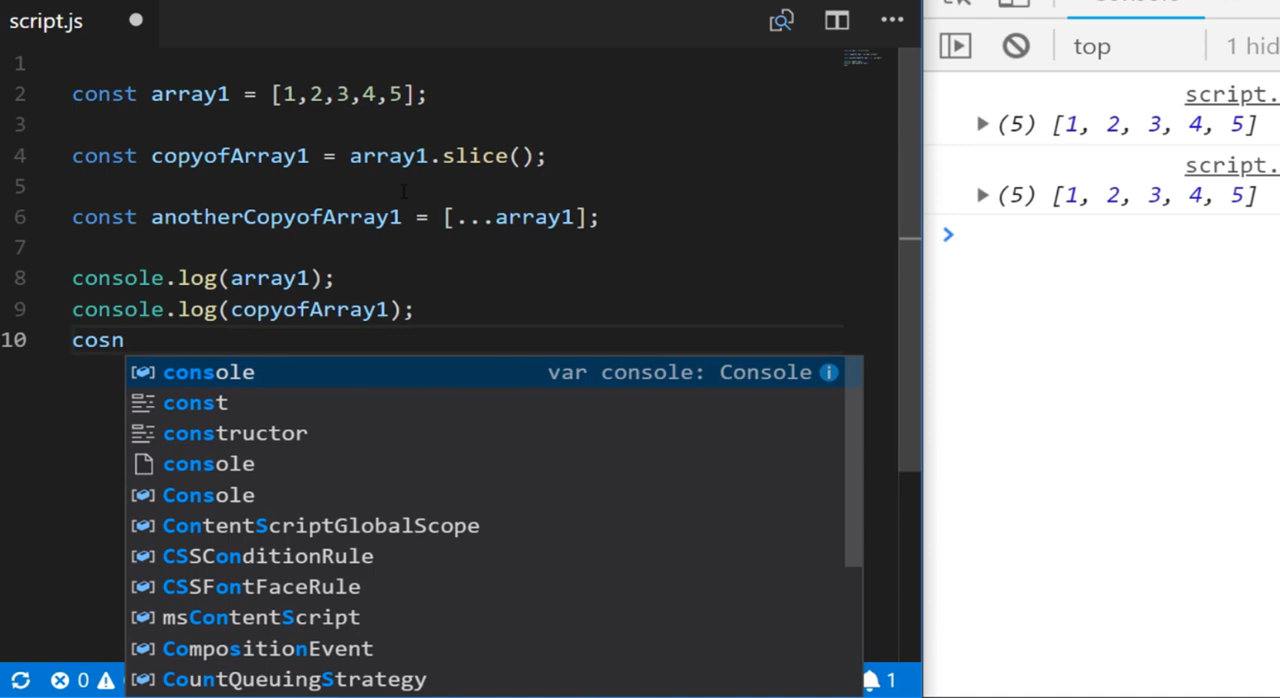 script.js
1
2 const array1 = [1,2,3,4,5];
3
4 const copyofArray1 = array1.slice();
5
6 const anotherCopyofArray1 = [...array1];
7
8 console.log(array1);
9 console.log(copyofArray1);
10 cosn
console var console: Console
const
constructor
console
Console
ContentScriptGlobalScope
CSSConditionRule
CSSFontFaceRule
msContentScript
CompositionEvent
CountQueuingStrategy
0
1
Console
top 1 hid
script.
(5) [1, 2, 3, 4, 5]
script.
(5) [1, 2, 3, 4, 5]